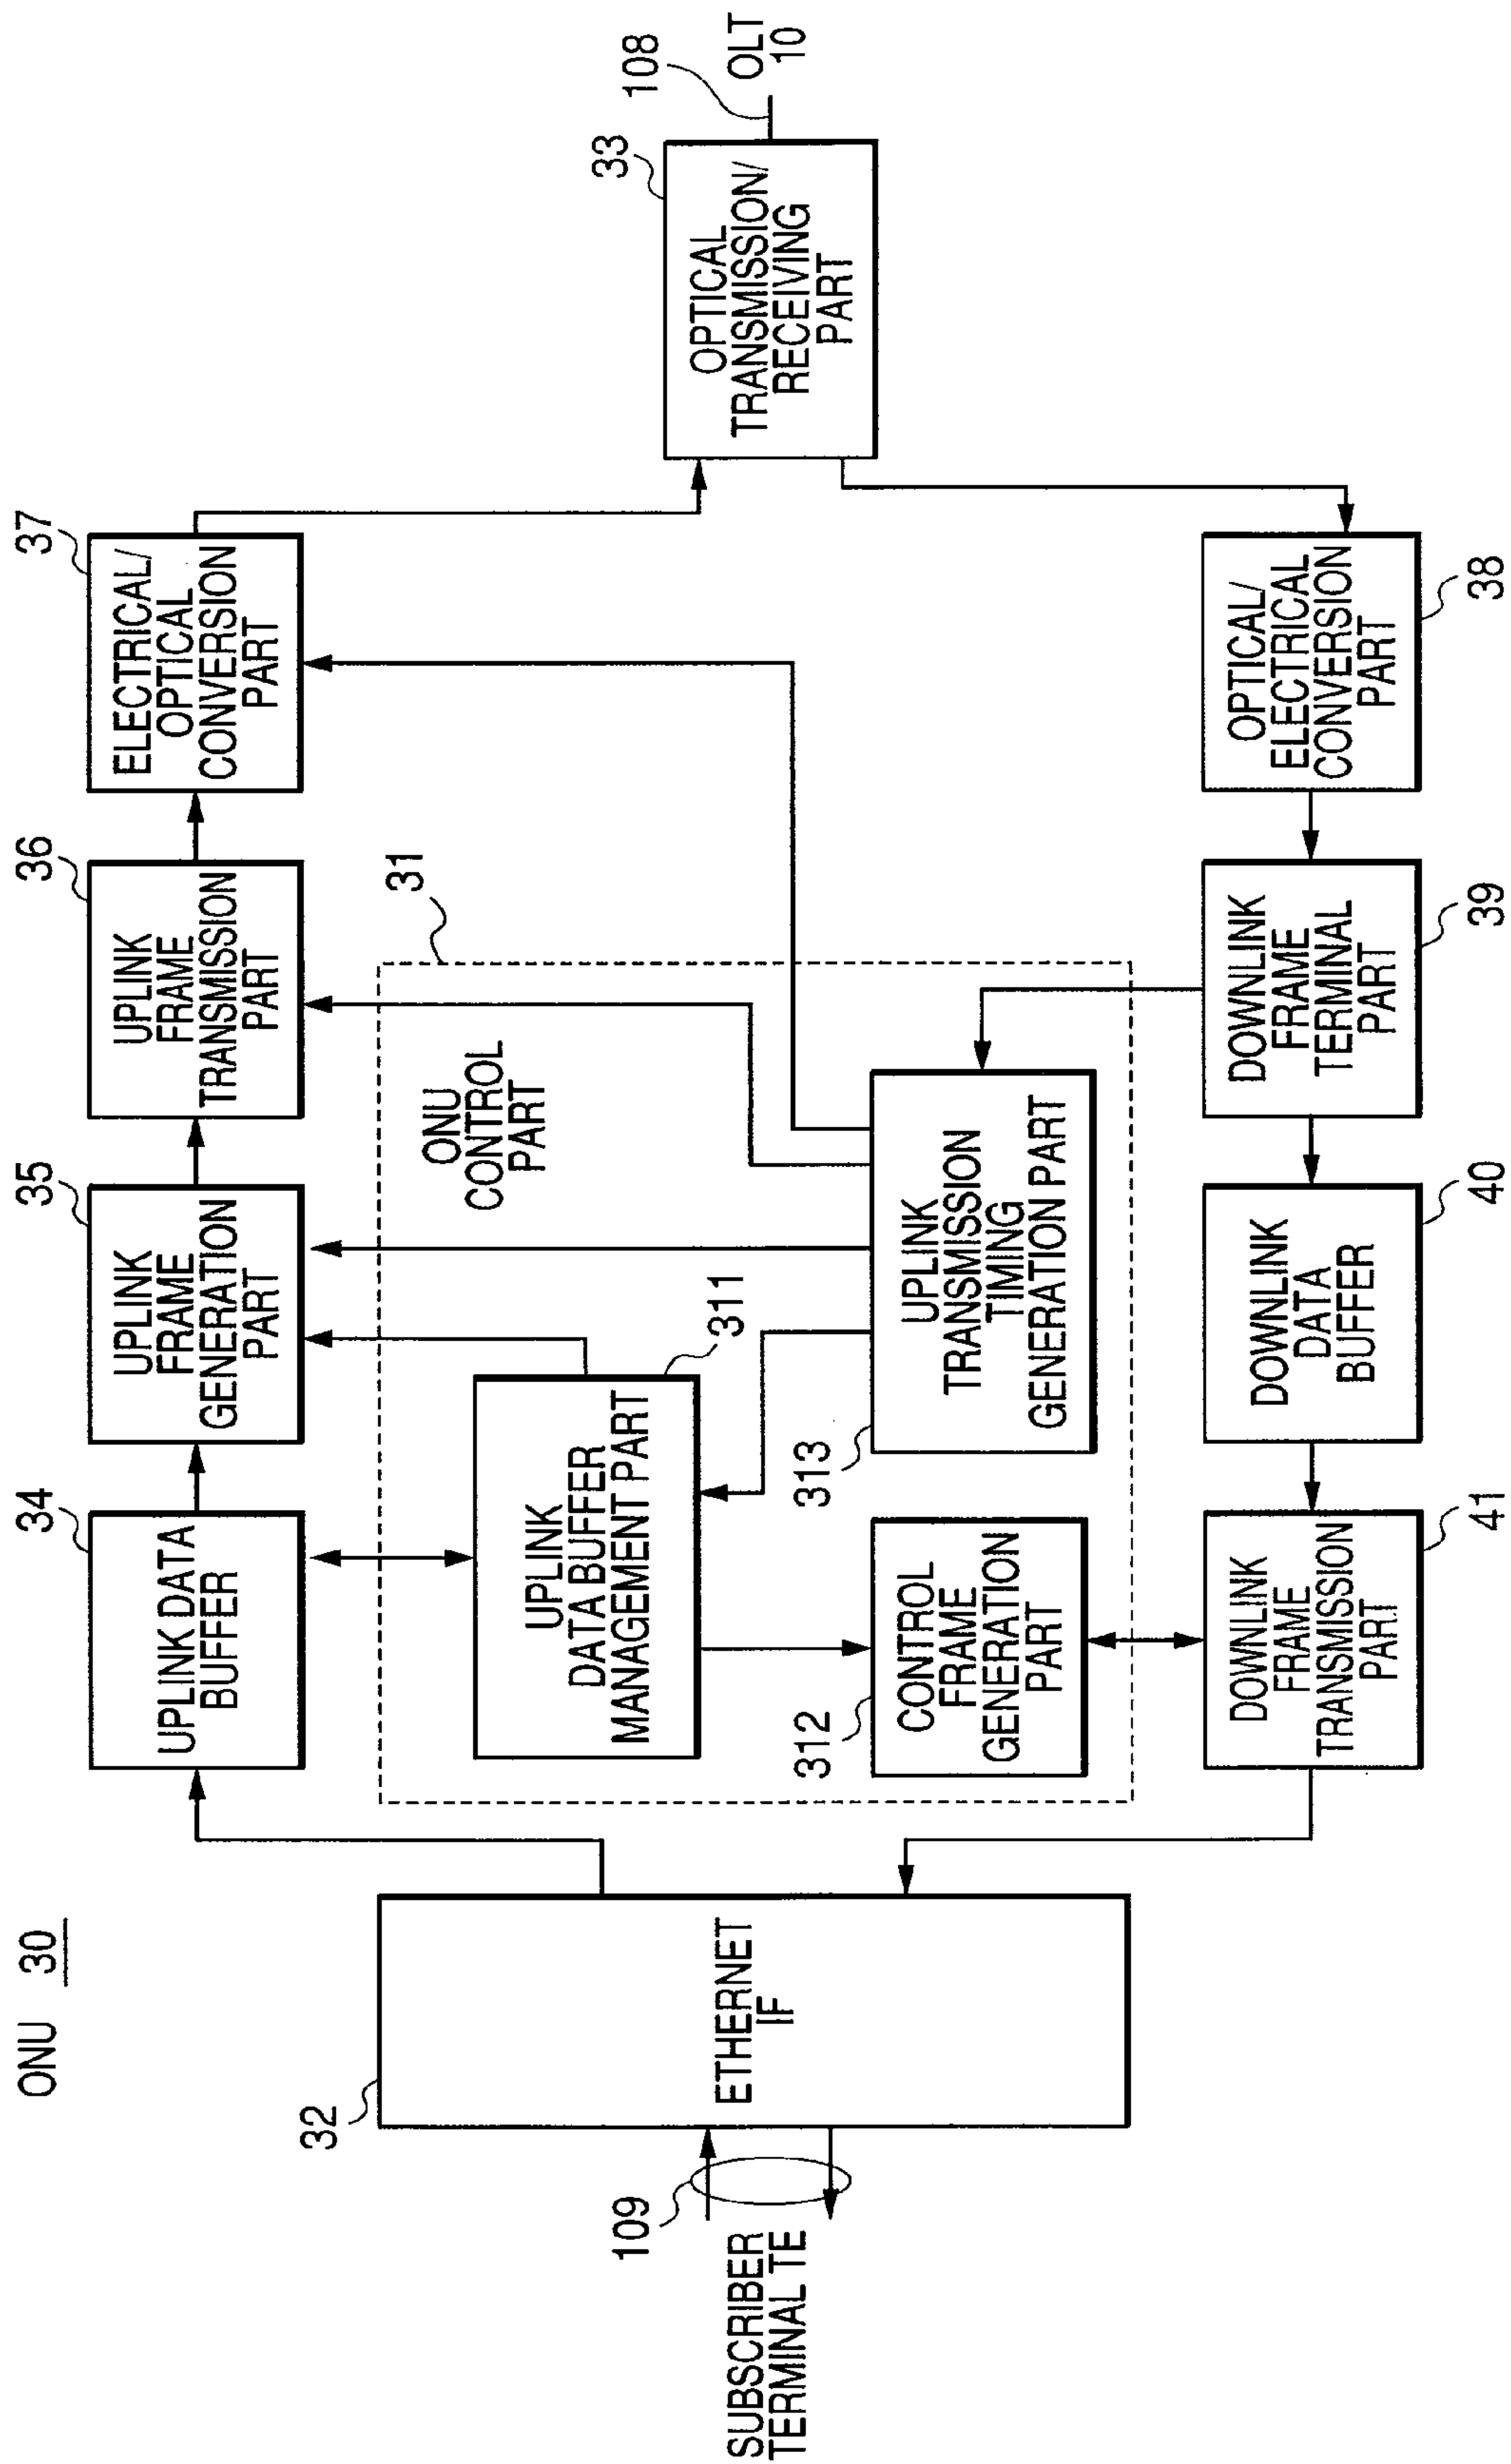 ONU 30
SUBSCRIBER
TERMINAL TE
109
32
ETHERNET
IF
34
UPLINK DATA
BUFFER
35
UPLINK
FRAME
GENERATION
PART
36
UPLINK
FRAME
TRANSMISSION
PART
37
ELECTRICAL/
OPTICAL
CONVERSION
PART
31
ONU
CONTROL
PART
311
UPLINK
DATA BUFFER
MANAGEMENT PART
312
CONTROL
FRAME
GENERATION
PART
313
UPLINK
TRANSMISSION
TIMING
GENERATION PART
33
OPTICAL
TRANSMISSION/
RECEIVING
PART
108
OLT
10
41
DOWNLINK
FRAME
TRANSMISSION
PART
40
DOWNLINK
DATA
BUFFER
39
DOWNLINK
FRAME
TERMINAL
PART
38
OPTICAL/
ELECTRICAL
CONVERSION
PART